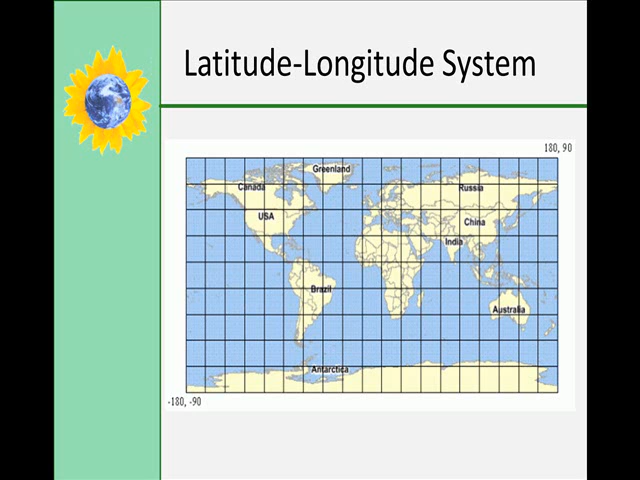 Latitude-Longitude System
180, 90
Greenland
Canada
Russia
USA
China
India
Brazil
Australia
Antarctica
-180, -90